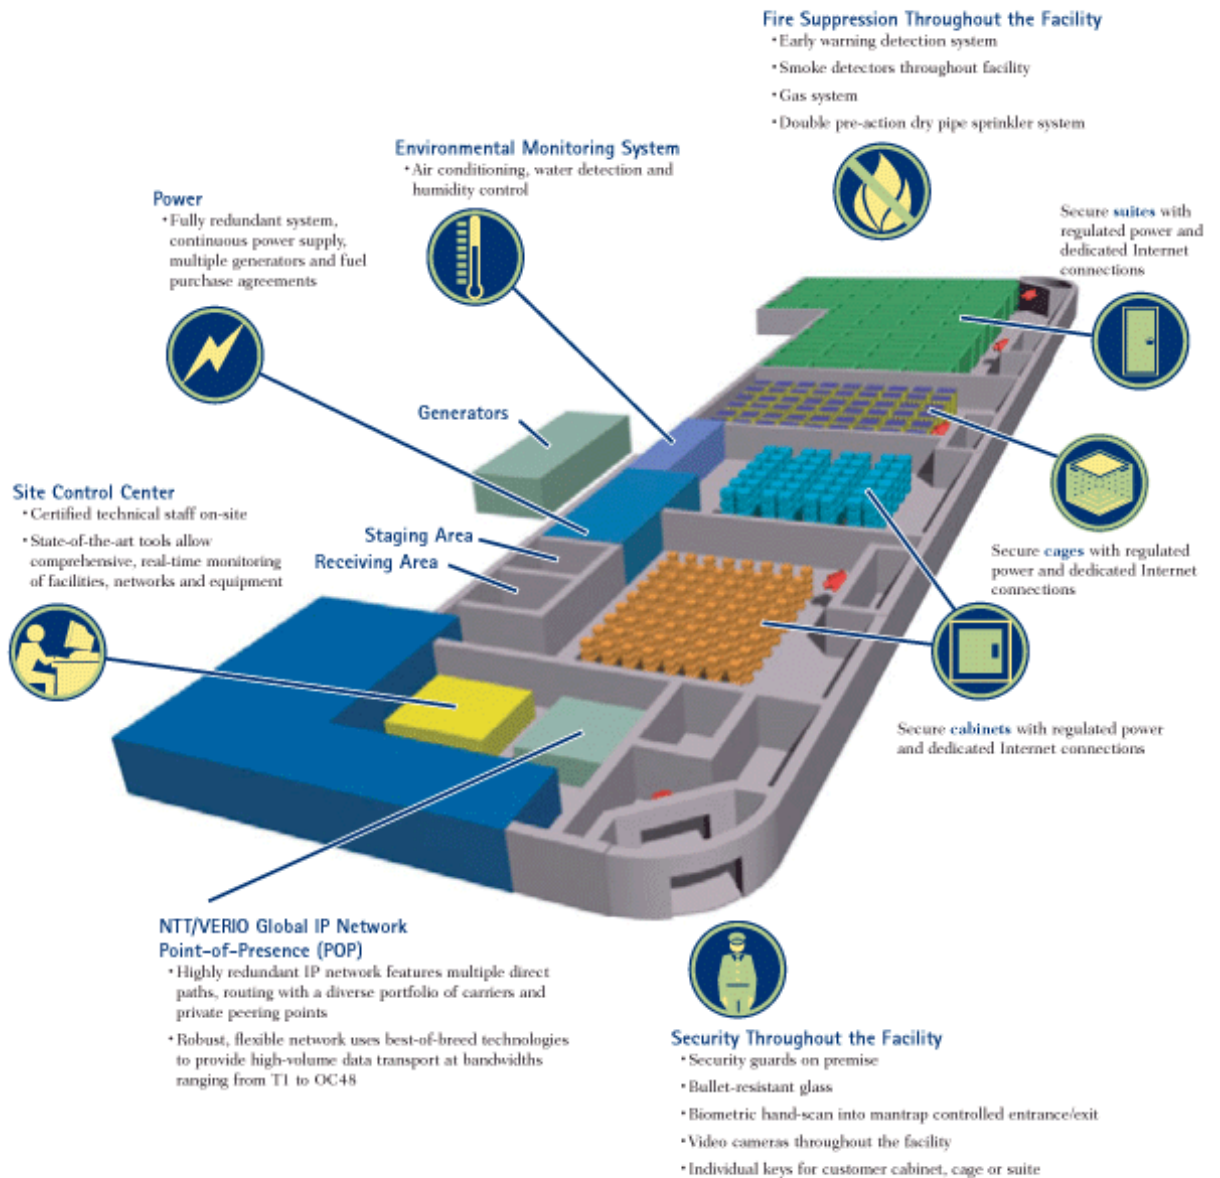 Fire Suppression Throughout the Facility
• Early warning detection system
• Smoke detectors throughout facility
• Gas system
• Double pre-action dry pipe sprinkler system
Environmental Monitoring System
• Air conditioning, water detection and
humidity control
Power
• Fully redundant system,
continuous power supply,
multiple generators and fuel
purchase agreements
Secure suites with
regulated power and
dedicated Internet
connections
Generators
Site Control Center
• Certified technical staff on-site
• State-of-the-art tools allow
comprehensive, real-time monitoring
of facilities, networks and equipment
Staging Area
Receiving Area
Secure cages with regulated
power and dedicated Internet
connections
Secure cabinets with regulated power
and dedicated Internet connections
NTT/VERIO Global IP Network
Point-of-Presence (POP)
• Highly redundant IP network features multiple direct
paths, routing with a diverse portfolio of carriers and
private peering points
• Robust, flexible network uses best-of-breed technologies
to provide high-volume data transport at bandwidths
ranging from T1 to OC48
Security Throughout the Facility
• Security guards on premise
• Bullet-resistant glass
• Biometric hand-scan into mantrap controlled entrance/exit
• Video cameras throughout the facility
• Individual keys for customer cabinet, cage or suite